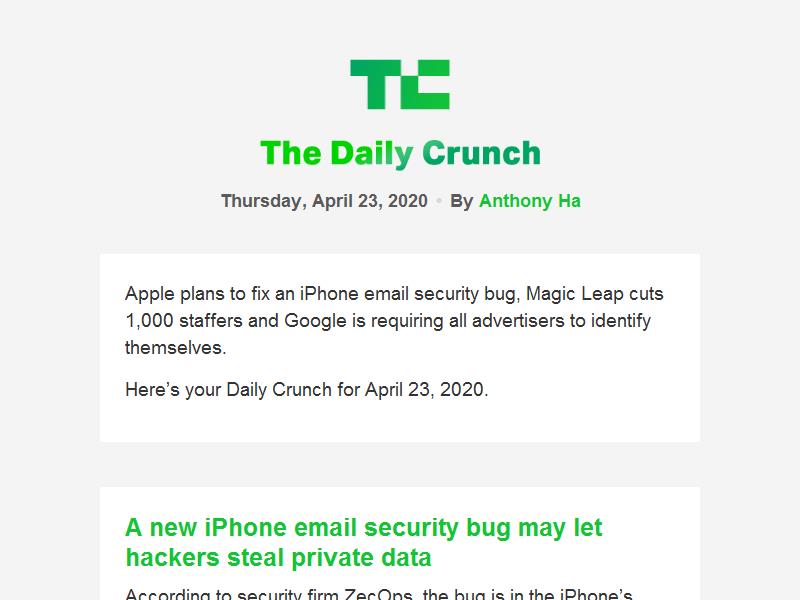 TC
The Daily Crunch
Thursday, April 23, 2020 • By Anthony Ha
Apple plans to fix an iPhone email security bug, Magic Leap cuts
1,000 staffers and Google is requiring all advertisers to identify
themselves.
Here’s your Daily Crunch for April 23, 2020.
A new iPhone email security bug may let
hackers steal private data
According to security firm ZecOps, the bug is in the iPhone’s